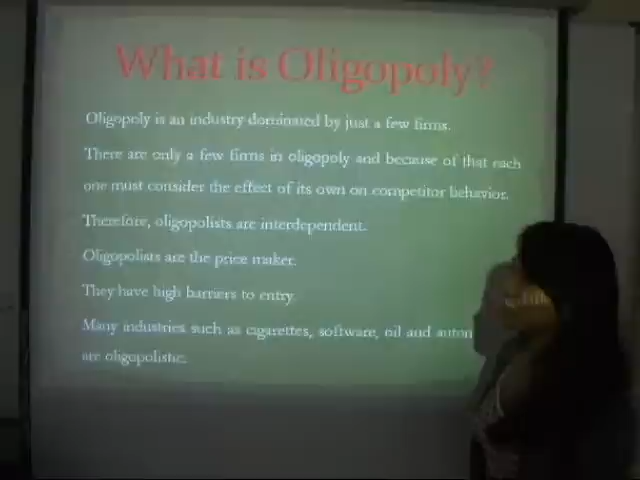 What is Oligopoly?
Oligopoly is an industry dominated by just a few firms.
There are only a few firms in oligopoly and because of that each
one must consider the effect of its own on competitor behavior.
Therefore, oligopolists are interdependent.
Oligopolists are the price maker.
They have high barriers to entry
Many industries such as cigarettes, software, oil and
are oligopolistic.